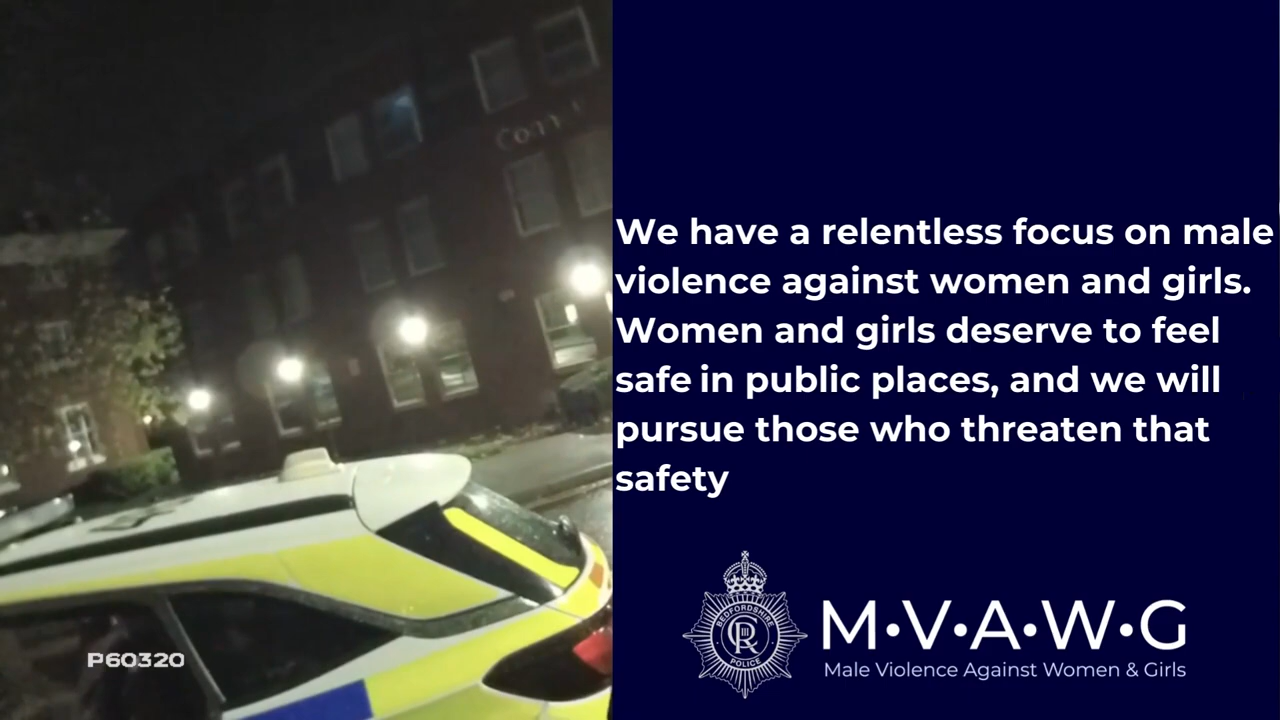 We have a relentless focus on male
violence against women and girls.
Women and girls deserve to feel
safe in public places, and we will
pursue those who threaten that
safety
BEDFORDSHIRE
POLICE
M•V•A•W•G
Male Violence Against Women & Girls
P60320